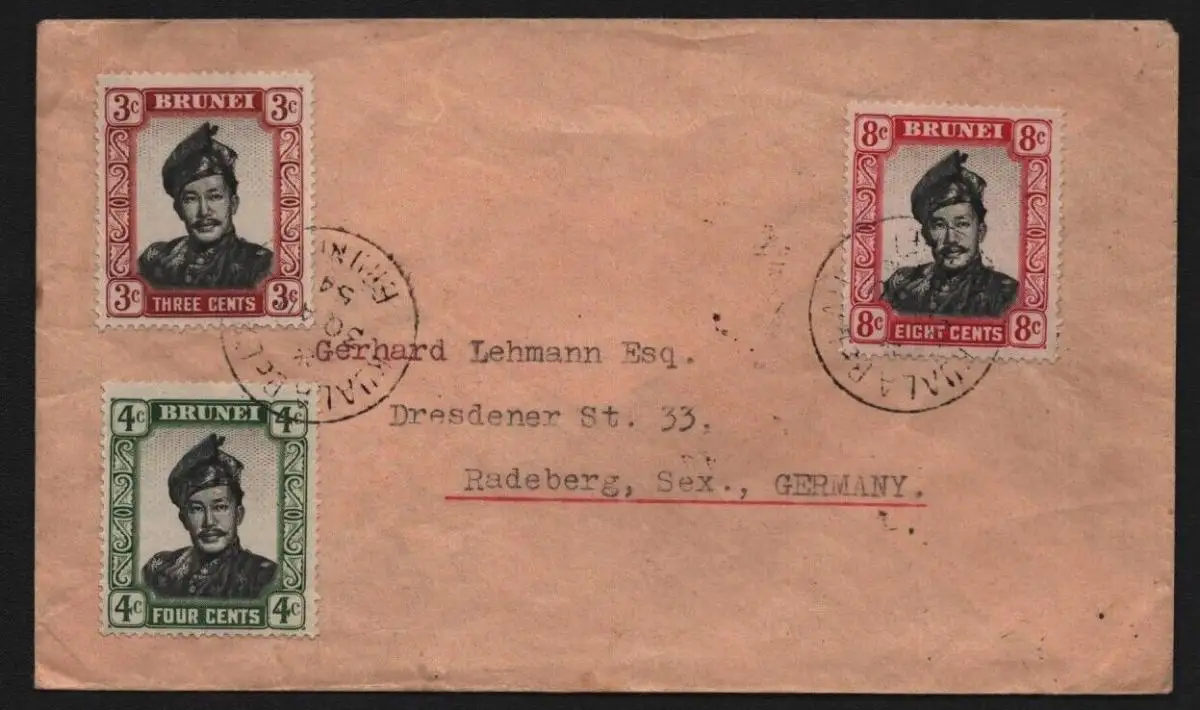 3c BRUNEI 3c
3c THREE CENTS 3c
8c BRUNEI 8c
8c EIGHT CENTS 8c
54
Gerhard Lehmann Esq.
Dresdener St. 33.
Radeberg, Sex., GERMANY.
4c BRUNEI 4c
4c FOUR CENTS 4c